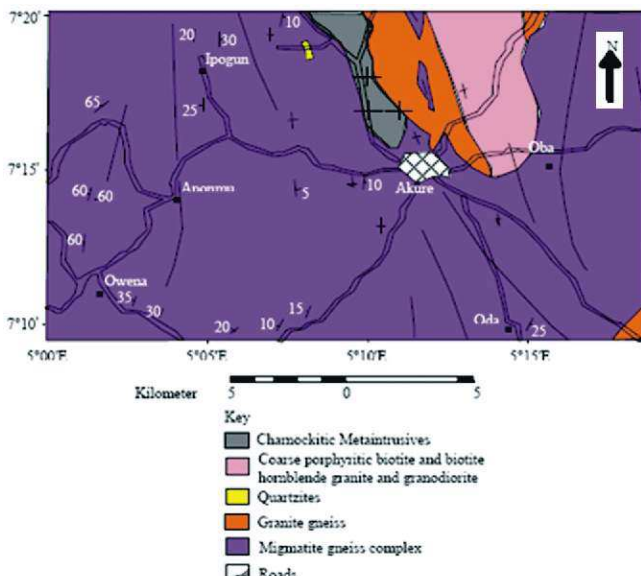 7°20'
10
20
30
N
Ipogun
65
25
Oba
7°15'
Aponmu
5
10
Akure
60
60
60
Owena
35
30
15
7°10'
20
10
Oda
25
5°00'E
5°05'E
5°10'E
5°15'E
Kilometer
5
0
5
Key
Charnockitic Metaintrusives
Coarse porphyritic biotite and biotite
hornblende granite and granodiorite
Quartzites
Granite gneiss
Migmatite gneiss complex
Roads